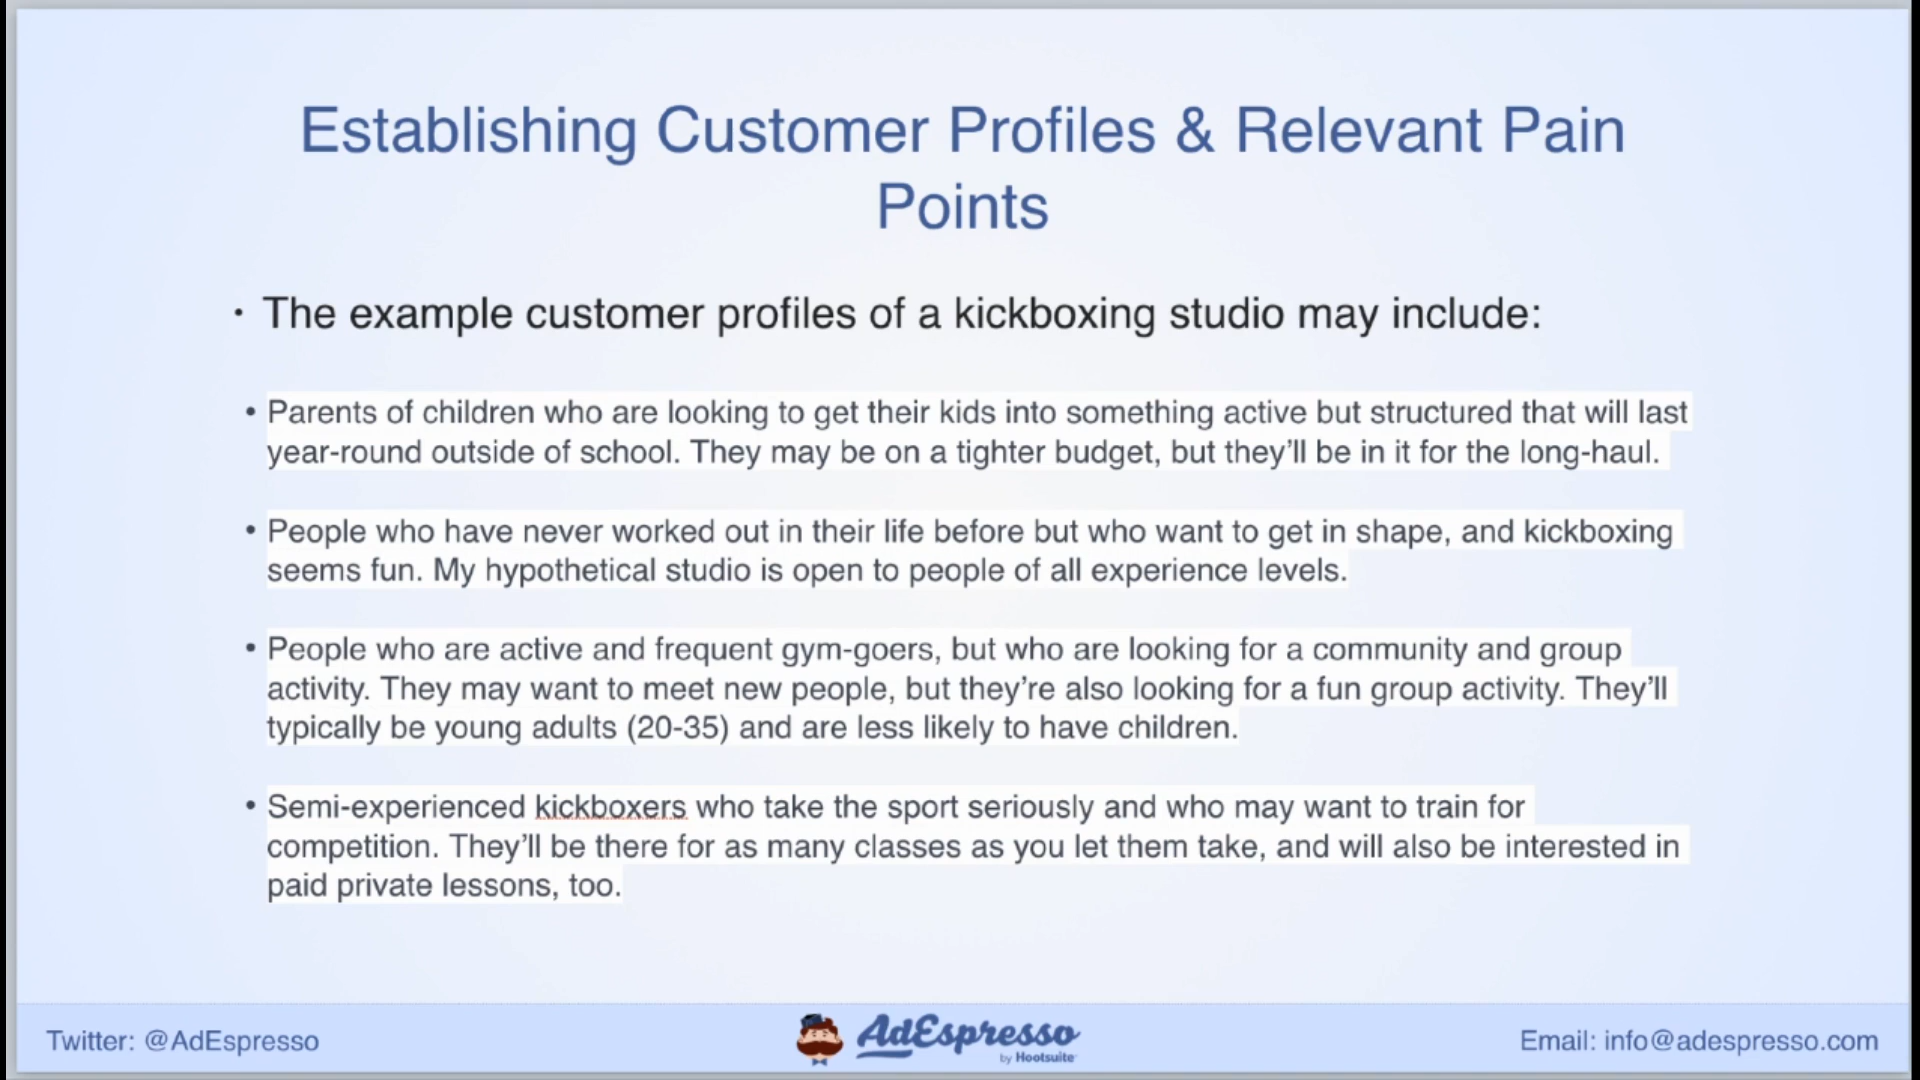 Establishing Customer Profiles & Relevant Pain
Points
· The example customer profiles of a kickboxing studio may include:
• Parents of children who are looking to get their kids into something active but structured that will last
year-round outside of school. They may be on a tighter budget, but they’ll be in it for the long-haul.
• People who have never worked out in their life before but who want to get in shape, and kickboxing
seems fun. My hypothetical studio is open to people of all experience levels.
• People who are active and frequent gym-goers, but who are looking for a community and group
activity. They may want to meet new people, but they’re also looking for a fun group activity. They’ll
typically be young adults (20-35) and are less likely to have children.
• Semi-experienced kickboxers who take the sport seriously and who may want to train for
competition. They’ll be there for as many classes as you let them take, and will also be interested in
paid private lessons, too.
Twitter: @AdEspresso
AdEspresso
by Hootsuite
Email: info@adespresso.com